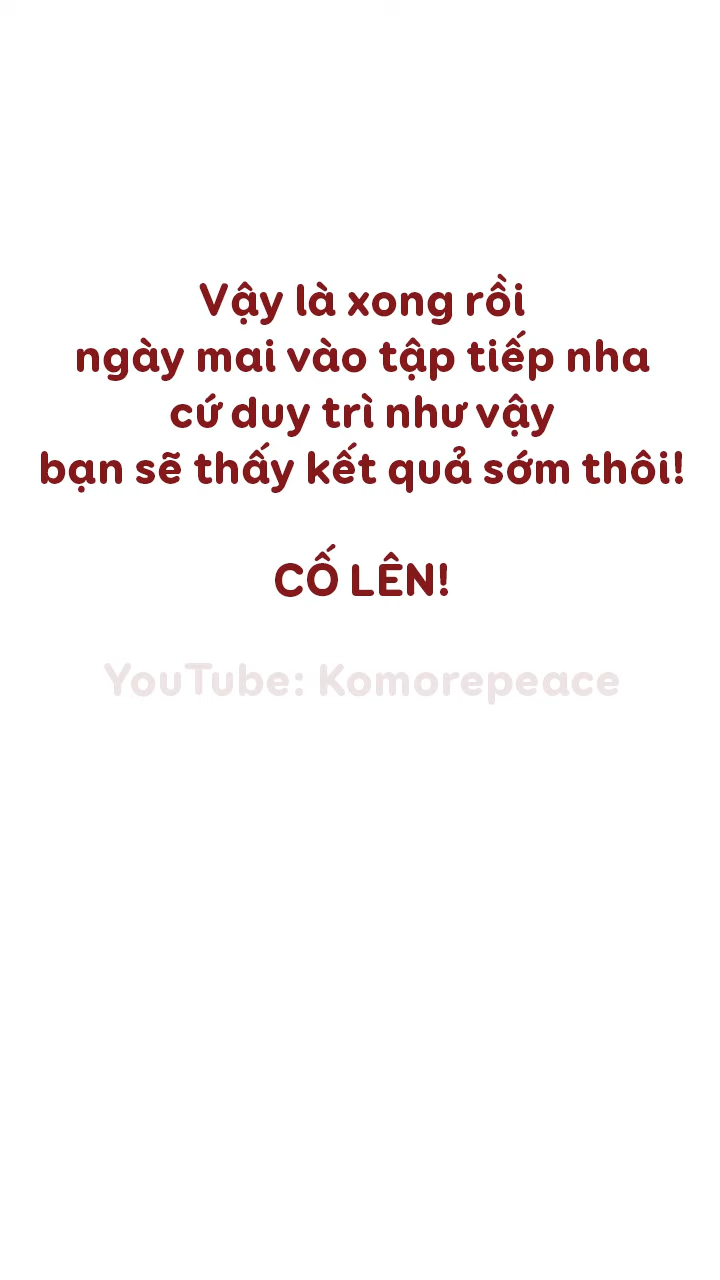 Vậy là xong rồi
ngày mai vào tập tiếp nha
cứ duy trì như vậy
bạn sẽ thấy kết quả sớm thôi!
CỐ LÊN!
YouTube: Komorepeace